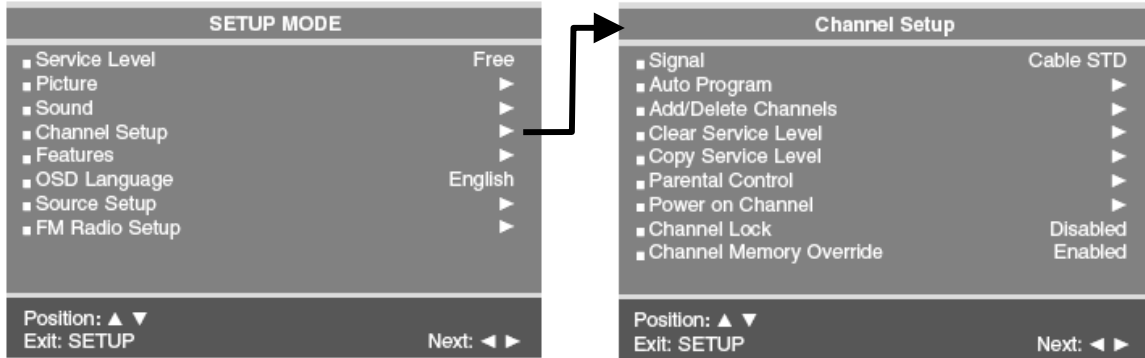 SETUP MODE
■ Service Level Free
■ Picture ►
■ Sound ►
■ Channel Setup ►
■ Features ►
■ OSD Language English
■ Source Setup ►
■ FM Radio Setup ►
Position: ▲ ▼
Exit: SETUP Next: ◄ ►
Channel Setup
■ Signal Cable STD
■ Auto Program ►
■ Add/Delete Channels ►
■ Clear Service Level ►
■ Copy Service Level ►
■ Parental Control ►
■ Power on Channel ►
■ Channel Lock Disabled
■ Channel Memory Override Enabled
Position: ▲ ▼
Exit: SETUP Next: ◄ ►